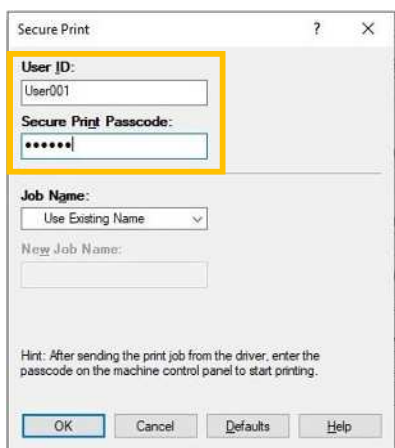 Secure Print ? ×
User ID:
User001
Secure Print Passcode:
••••••
Job Name:
Use Existing Name
New Job Name:
Hint: After sending the print job from the driver, enter the
passcode on the machine control panel to start printing.
OK Cancel Defaults Help